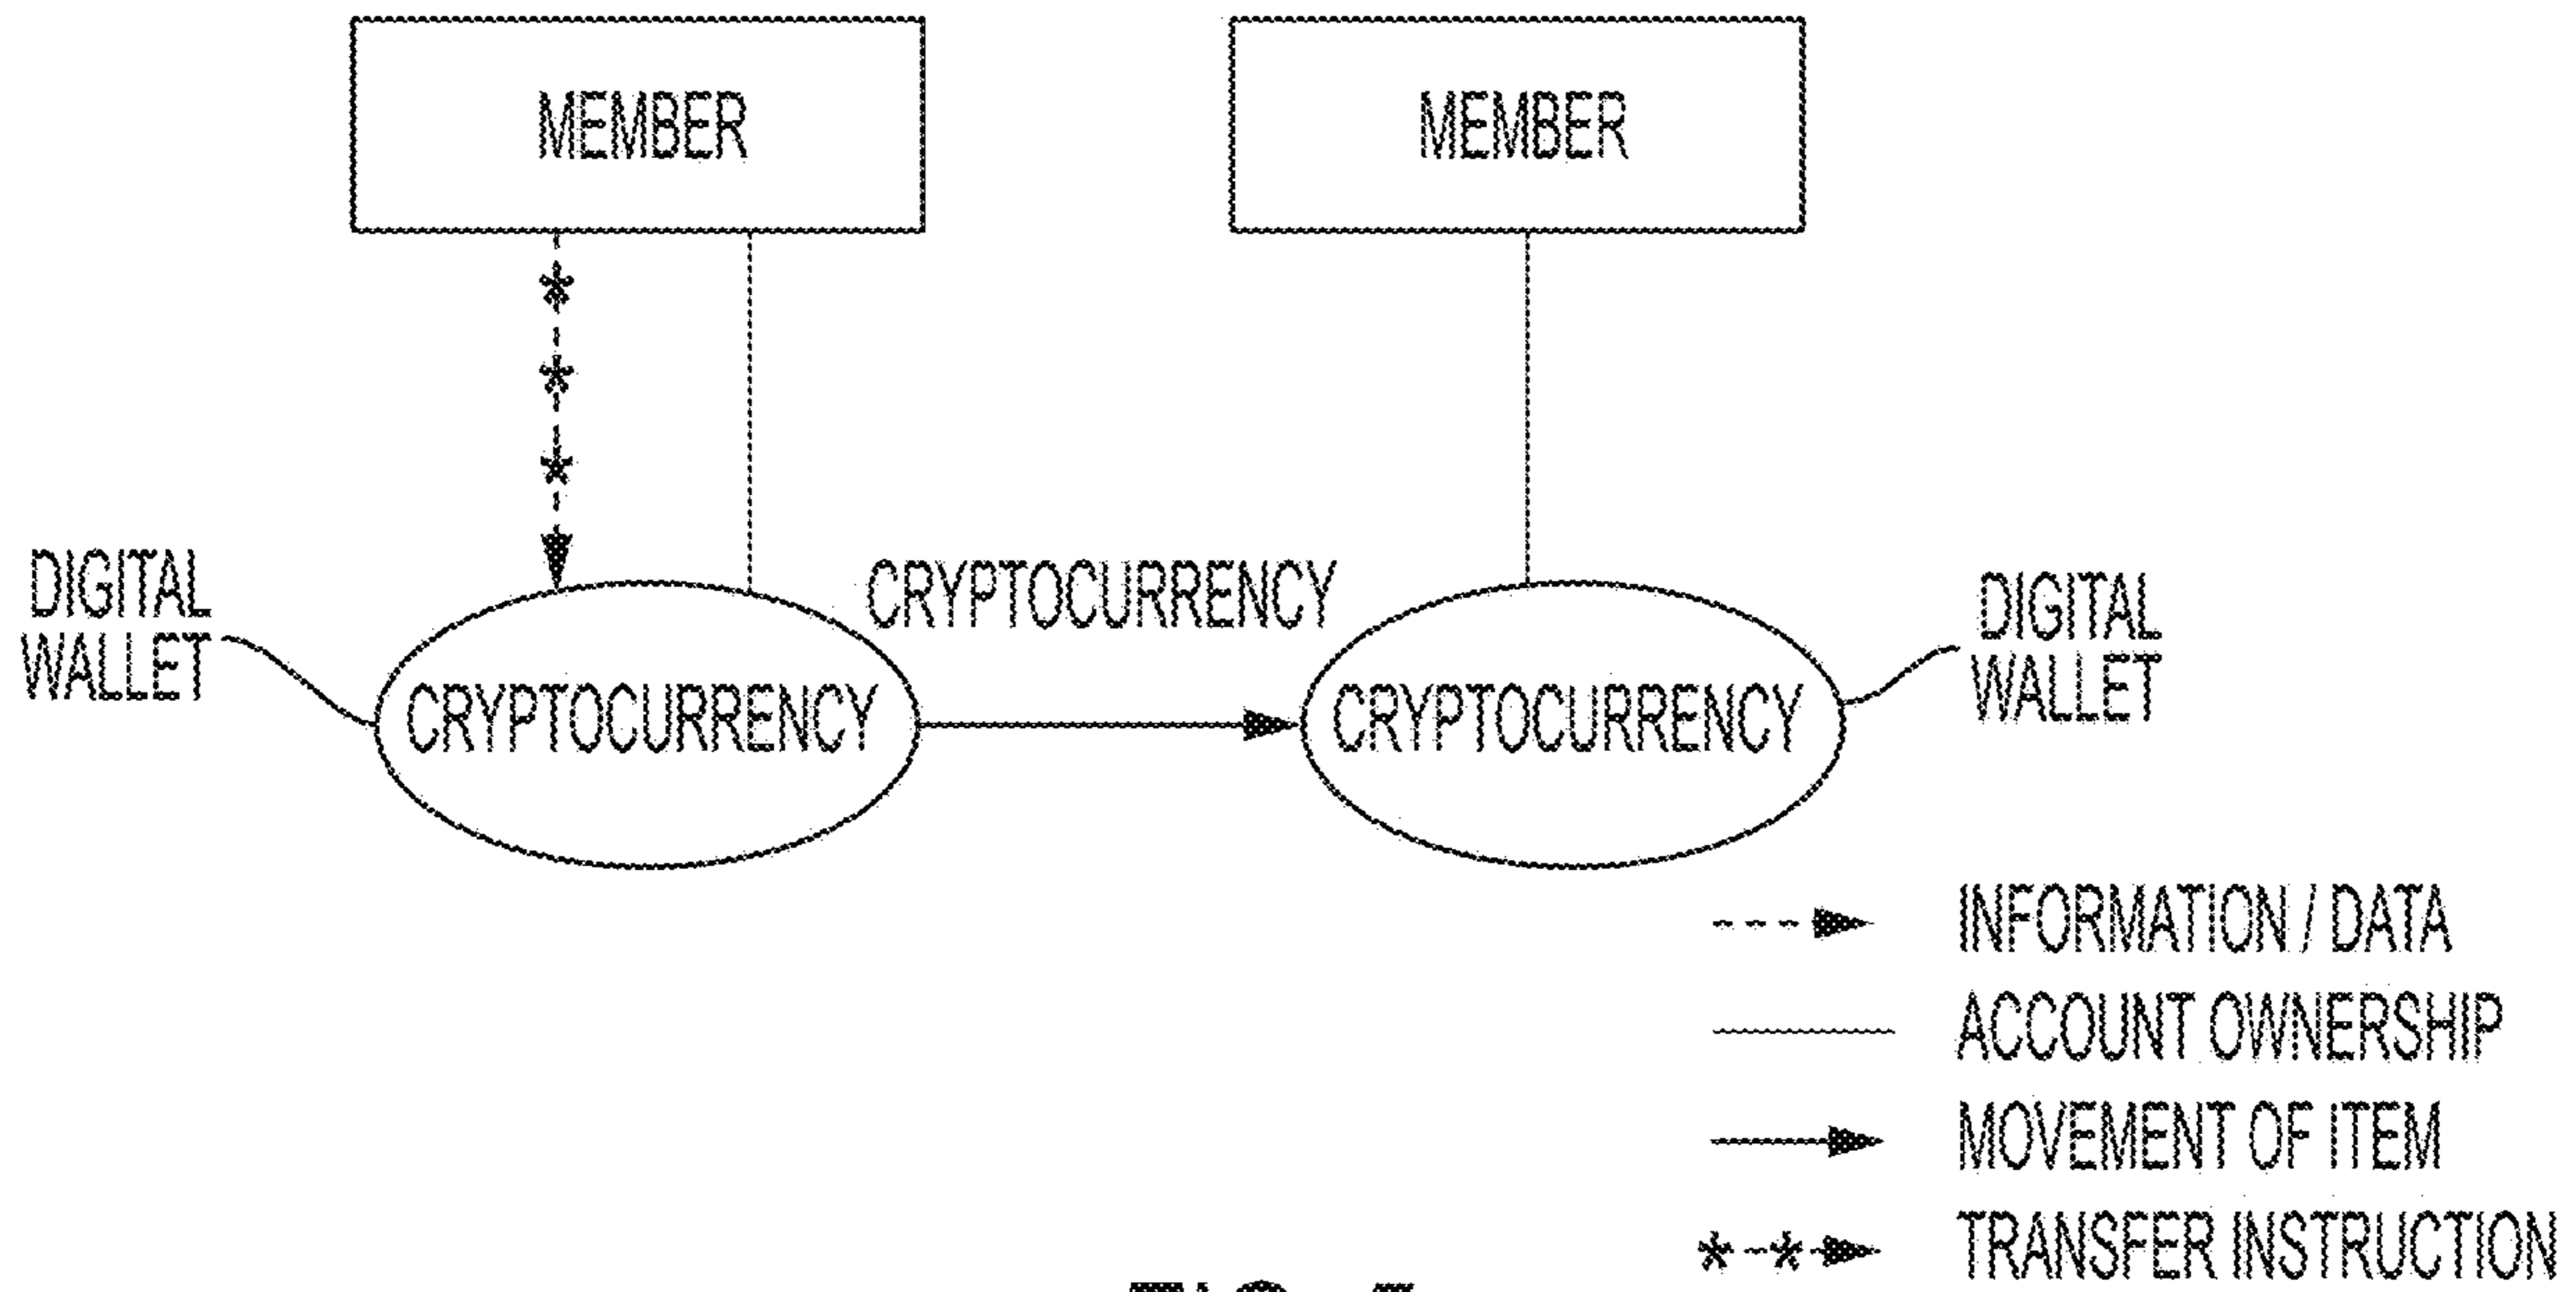 MEMBER
MEMBER
DIGITAL
WALLET
CRYPTOCURRENCY
CRYPTOCURRENCY
CRYPTOCURRENCY
DIGITAL
WALLET
INFORMATION / DATA
ACCOUNT OWNERSHIP
MOVEMENT OF ITEM
TRANSFER INSTRUCTION